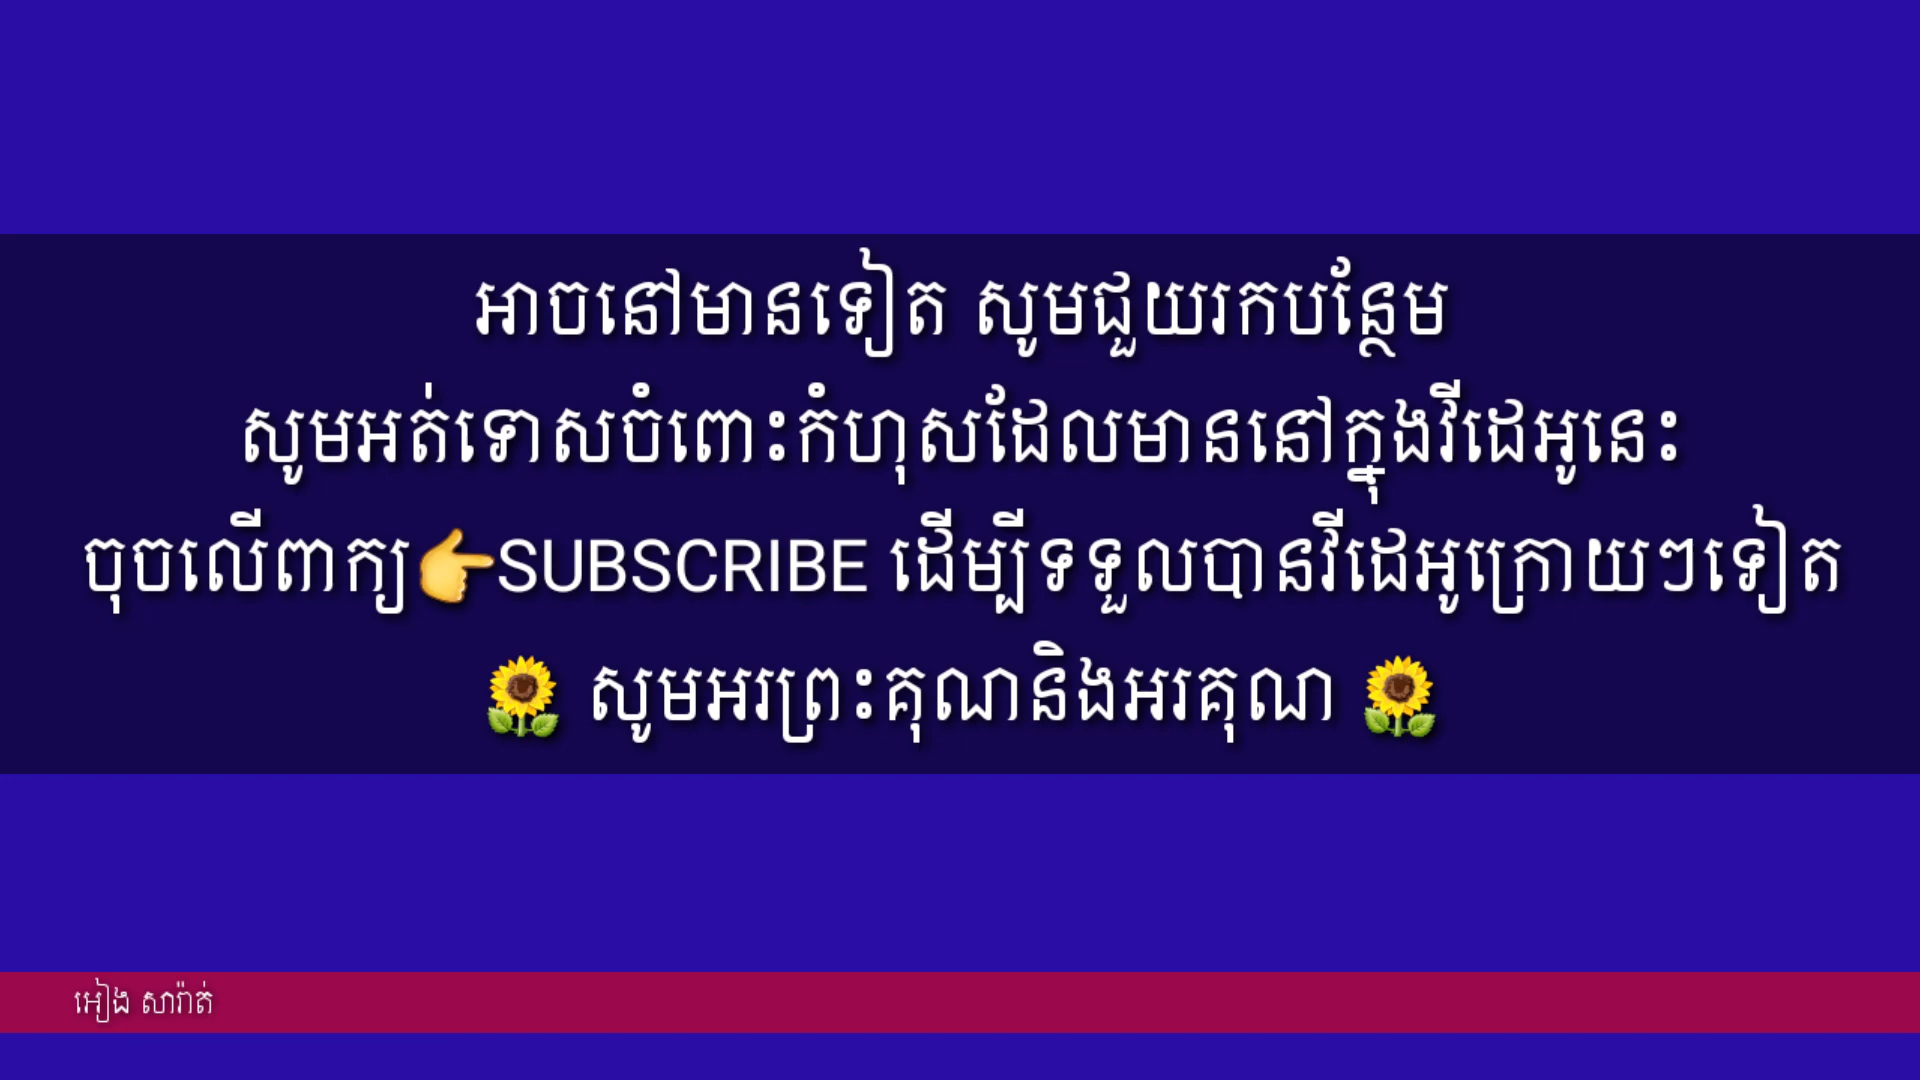 អាចនៅមានទៀត សូមជួយរកបន្ថែម
សូមអត់ទោសចំពោះកំហុសដែលមាននៅក្នុងវីដេអូនេះ
ចុចលើពាក្យ👉SUBSCRIBE ដើម្បីទទួលបានវីដេអូក្រោយៗទៀត
🌻 សូមអរព្រះគុណនិងអរគុណ 🌻
អៀង សារ៉ាត់